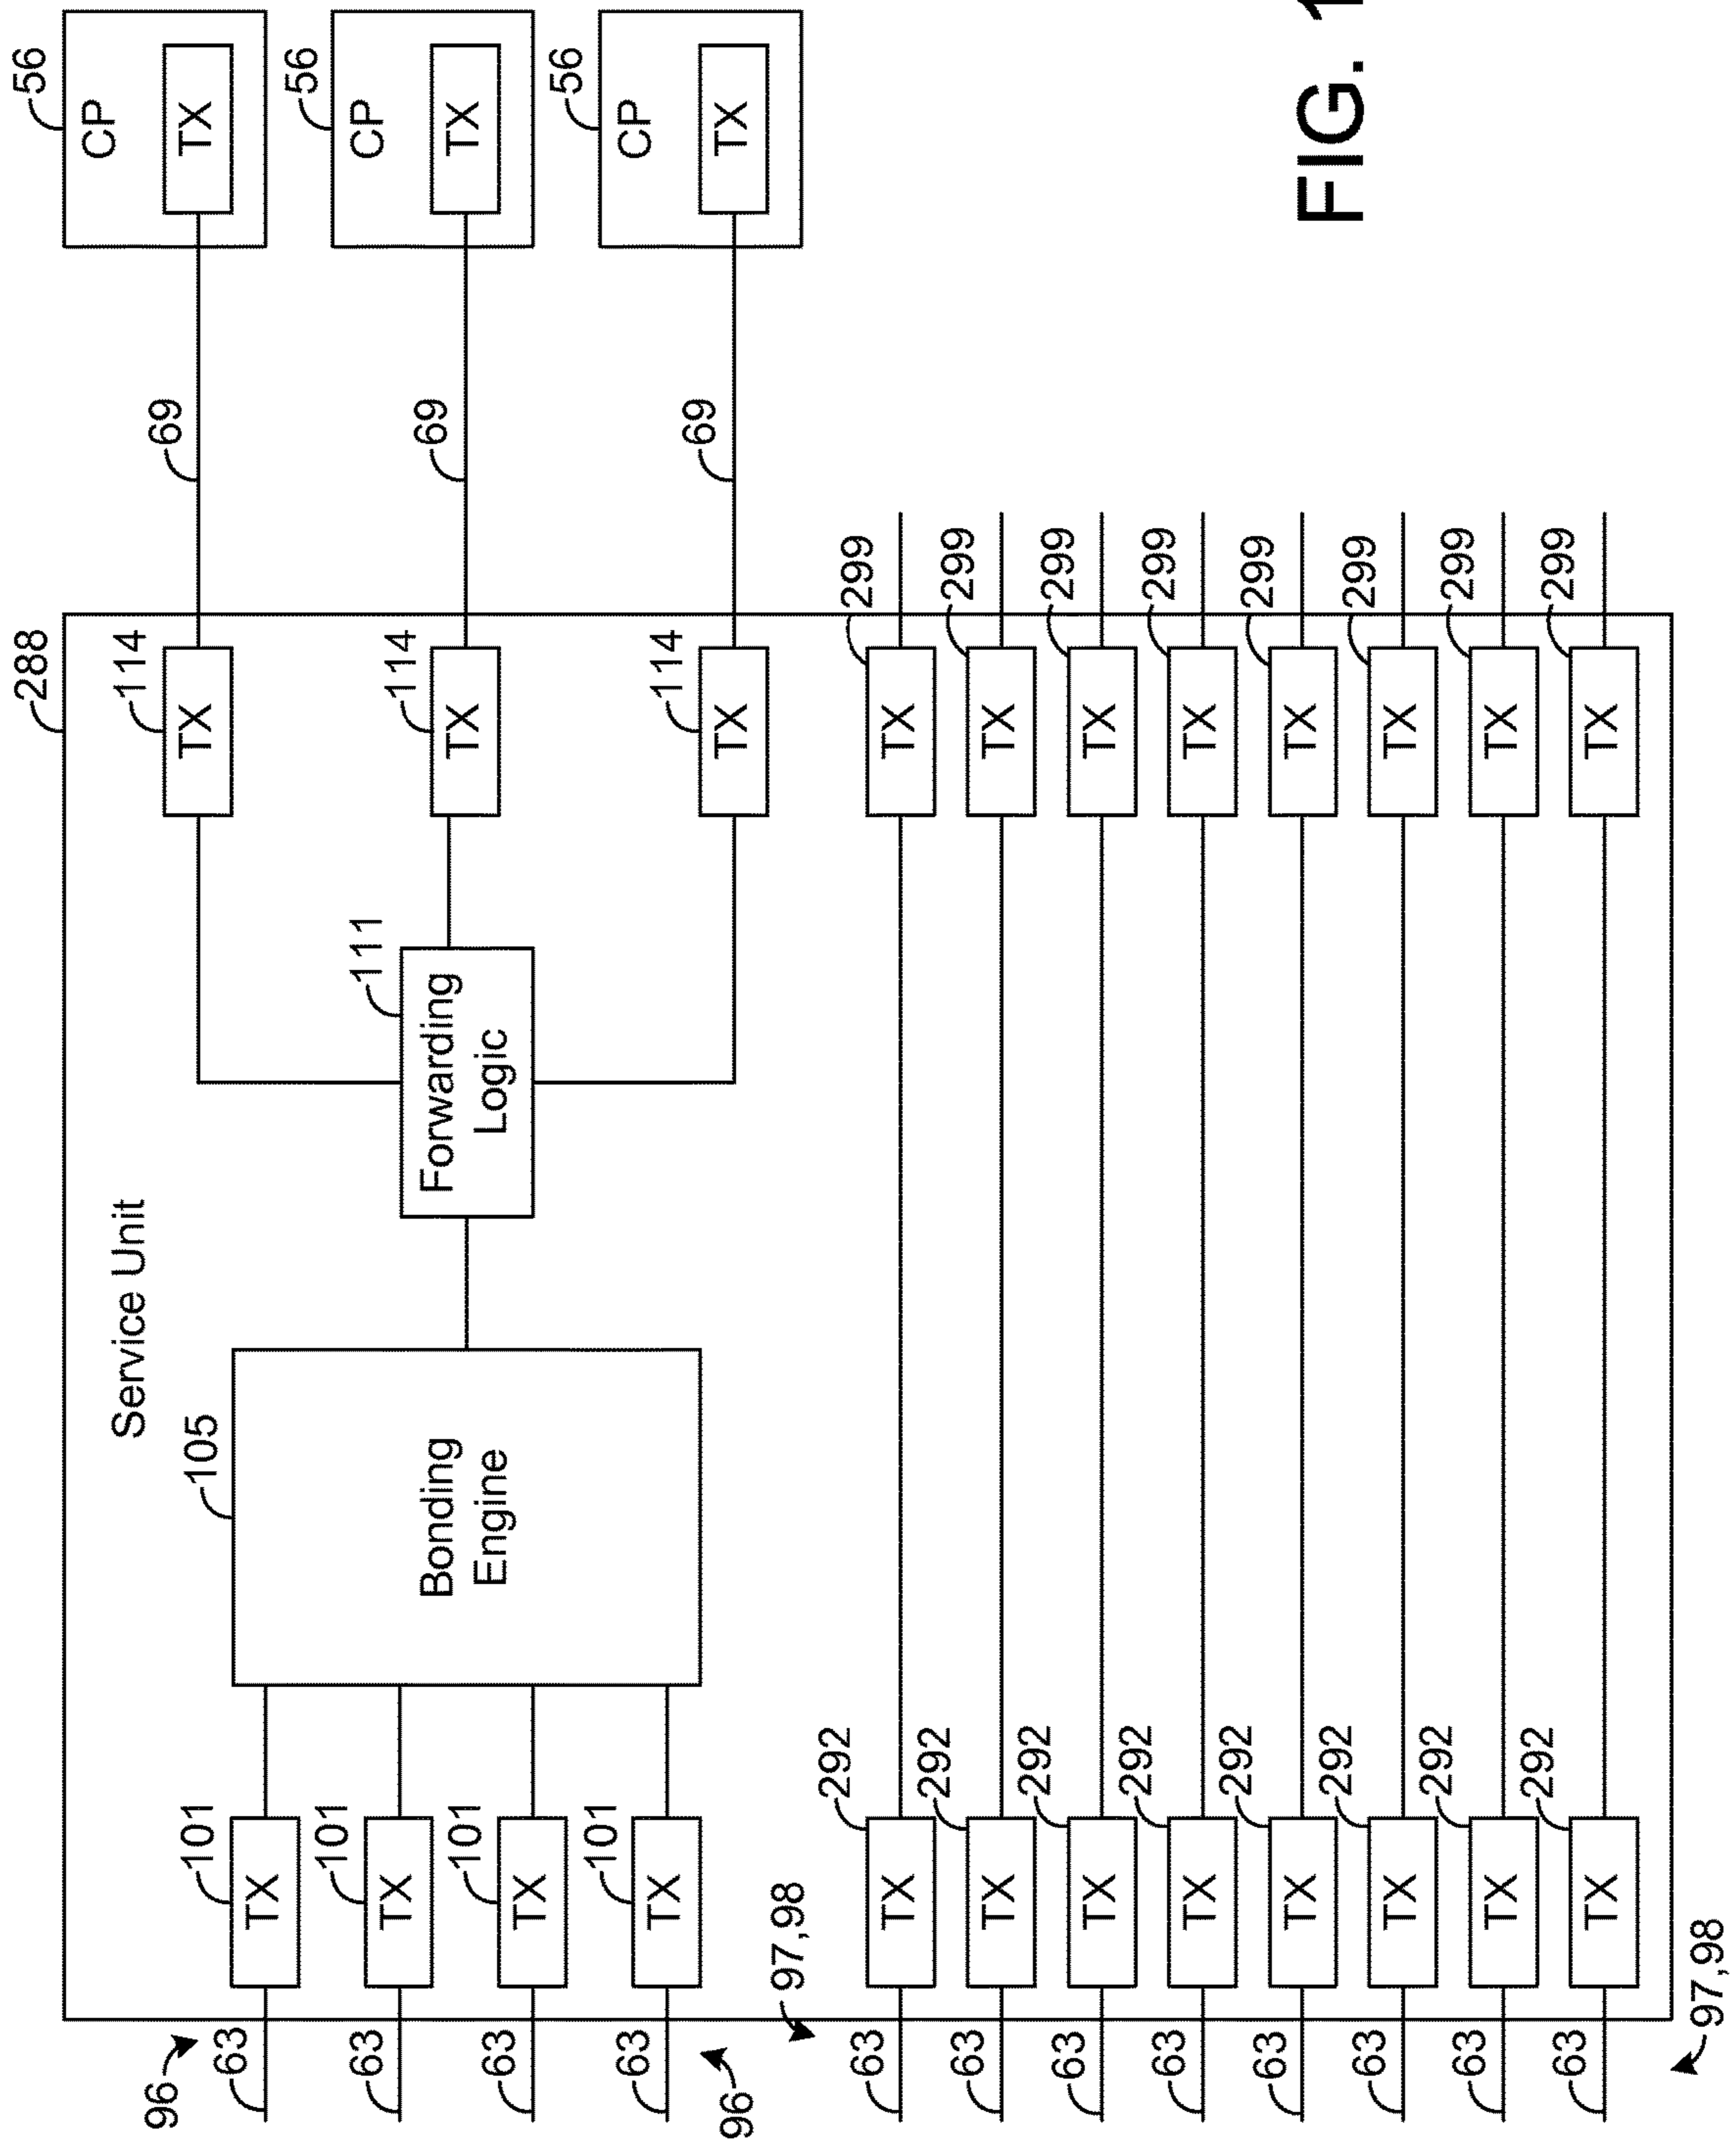 288
56
CP
Service Unit
114
TX
69
TX
96
63
101
TX
105
56
CP
63
101
TX
Bonding
Engine
111
Forwarding
Logic
114
TX
69
TX
63
101
TX
56
CP
63
101
TX
96
114
TX
69
TX
97,98
63
292
TX
299
TX
63
292
TX
299
TX
63
292
TX
299
TX
63
292
TX
299
TX
63
292
TX
299
TX
63
292
TX
299
TX
63
292
TX
299
TX
63
292
TX
299
TX
97,98
FIG. 1